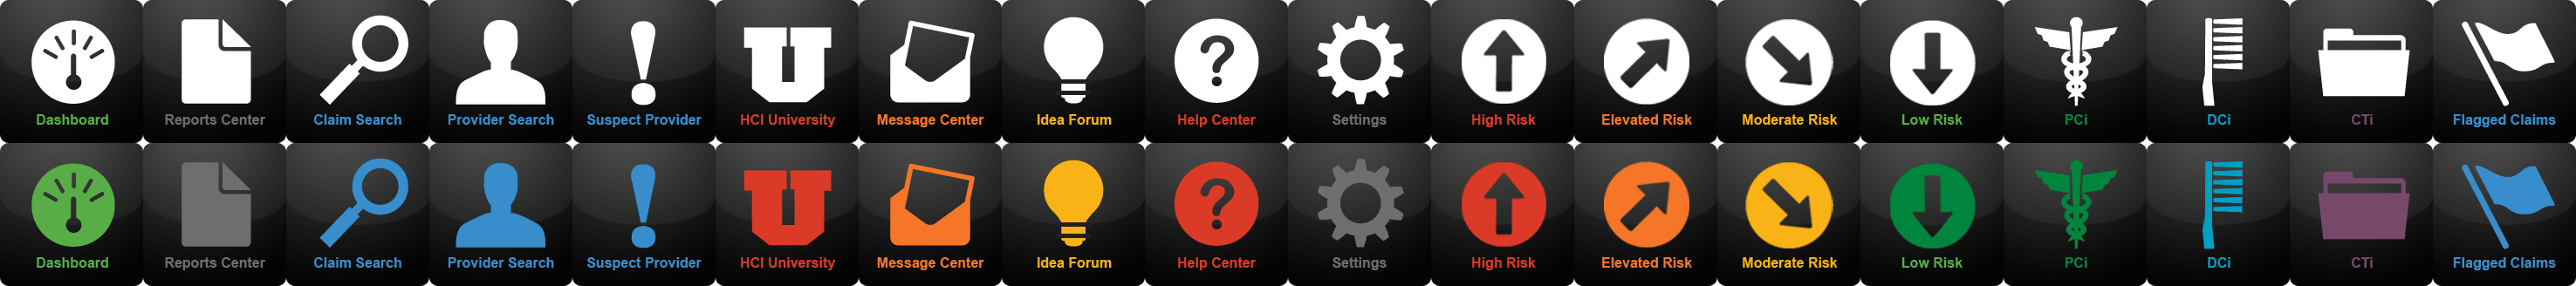 Dashboard Reports Center Claim Search Provider Search Suspect Provider HCI University Message Center Idea Forum Help Center Settings High Risk Elevated Risk Moderate Risk Low Risk PCi DCi CTi Flagged Claims
Dashboard Reports Center Claim Search Provider Search Suspect Provider HCI University Message Center Idea Forum Help Center Settings High Risk Elevated Risk Moderate Risk Low Risk PCi DCi CTi Flagged Claims